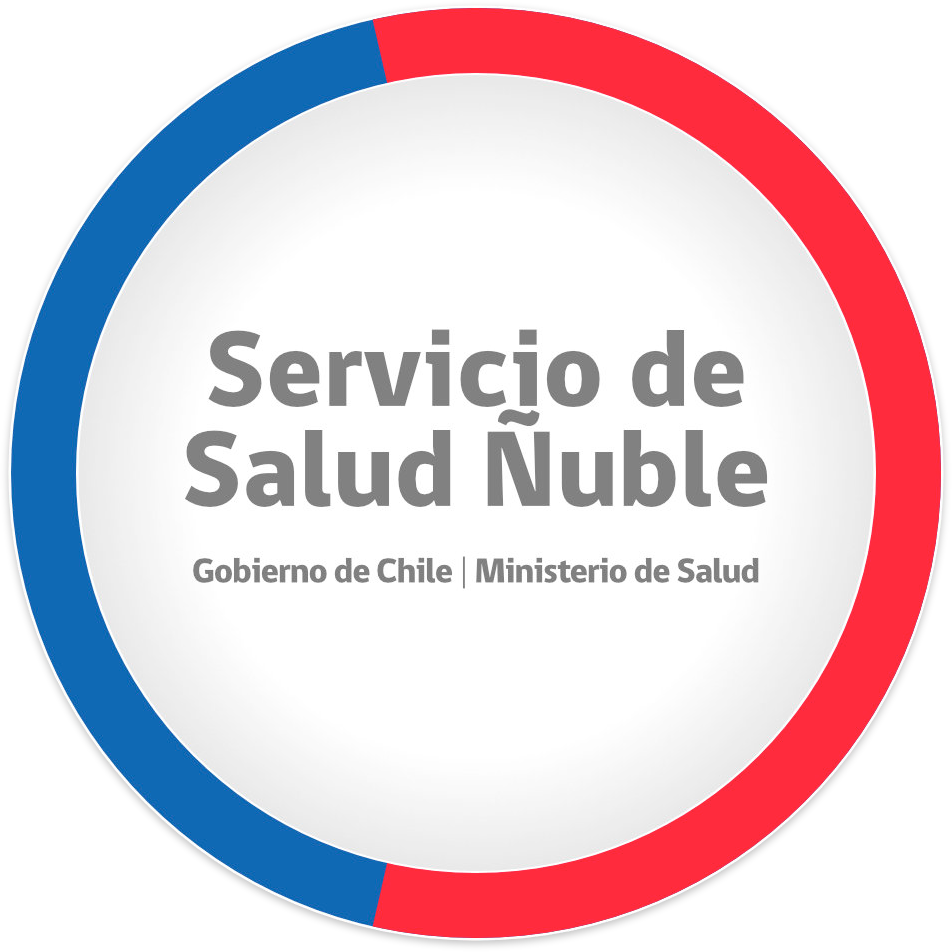 Servicio de
Salud Ñuble
Gobierno de Chile | Ministerio de Salud